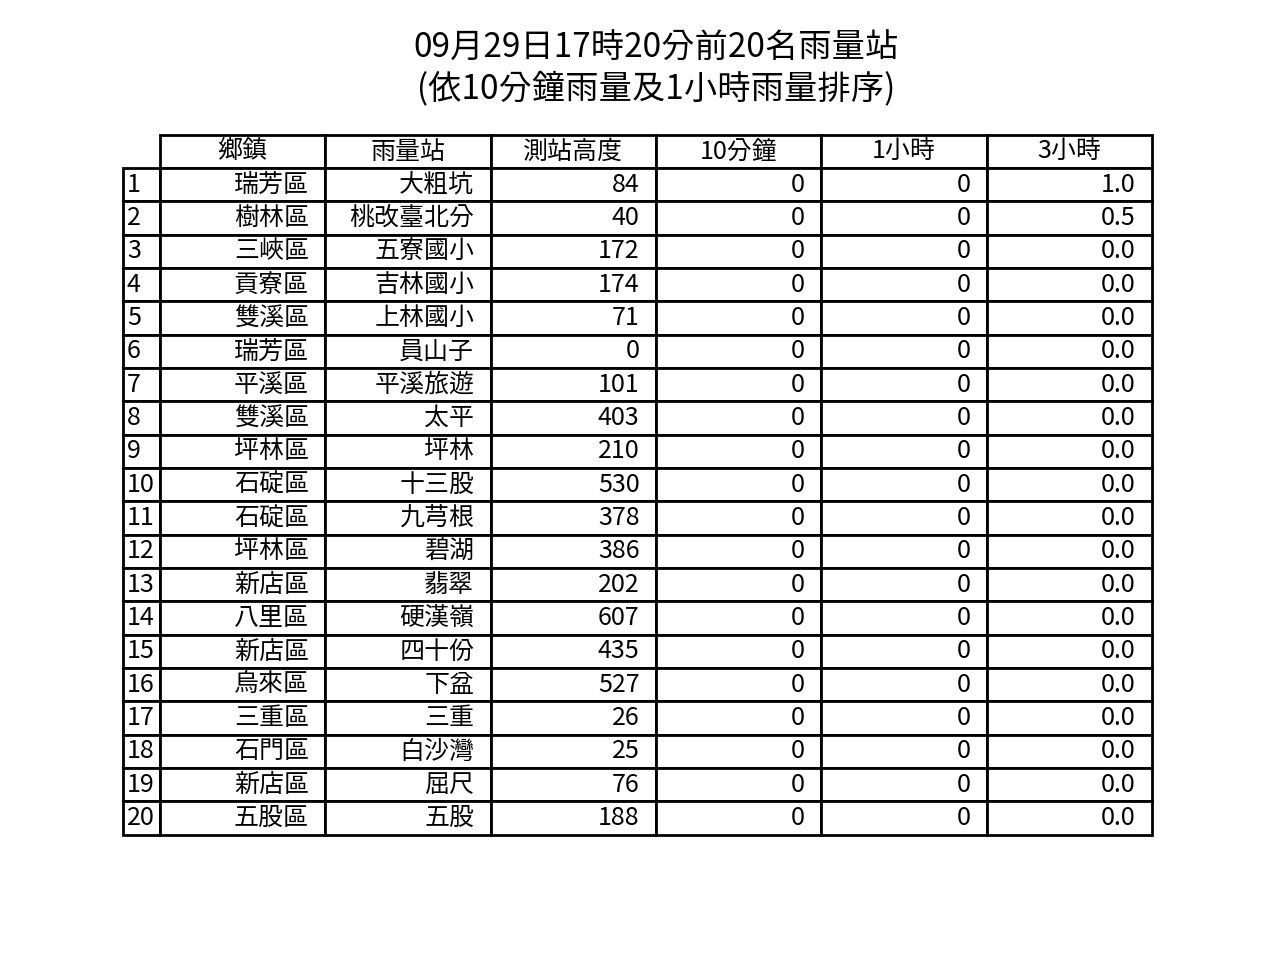 09月29日17時20分前20名雨量站
(依10分鐘雨量及1小時雨量排序)
鄉鎮 雨量站 測站高度 10分鐘 1小時 3小時
1 瑞芳區 大粗坑 84 0 0 1.0
2 樹林區 桃改臺北分 40 0 0 0.5
3 三峽區 五寮國小 172 0 0 0.0
4 貢寮區 吉林國小 174 0 0 0.0
5 雙溪區 上林國小 71 0 0 0.0
6 瑞芳區 員山子 0 0 0 0.0
7 平溪區 平溪旅遊 101 0 0 0.0
8 雙溪區 太平 403 0 0 0.0
9 坪林區 坪林 210 0 0 0.0
10 石碇區 十三股 530 0 0 0.0
11 石碇區 九芎根 378 0 0 0.0
12 坪林區 碧湖 386 0 0 0.0
13 新店區 翡翠 202 0 0 0.0
14 八里區 硬漢嶺 607 0 0 0.0
15 新店區 四十份 435 0 0 0.0
16 烏來區 下盆 527 0 0 0.0
17 三重區 三重 26 0 0 0.0
18 石門區 白沙灣 25 0 0 0.0
19 新店區 屈尺 76 0 0 0.0
20 五股區 五股 188 0 0 0.0